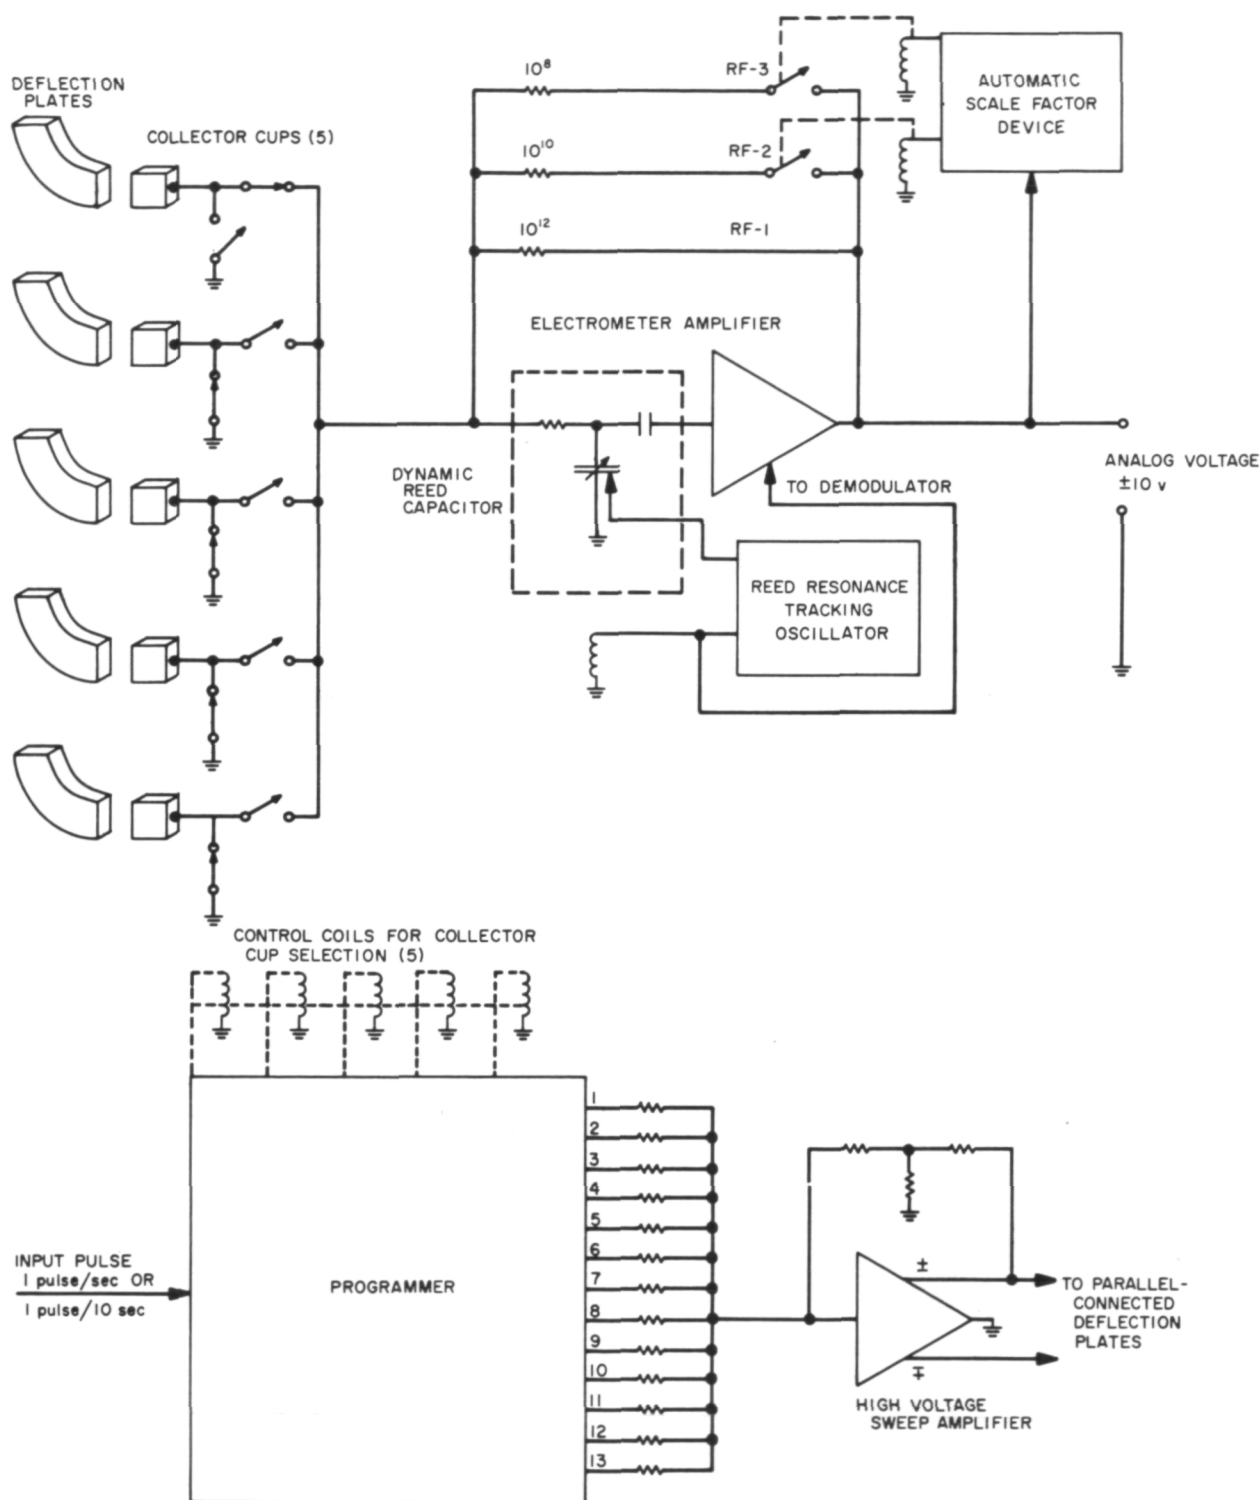 DEFLECTION
PLATES
COLLECTOR CUPS (5)
10⁸
RF-3
AUTOMATIC
SCALE FACTOR
DEVICE
10¹⁰
RF-2
10¹²
RF-1
ELECTROMETER AMPLIFIER
DYNAMIC
REED
CAPACITOR
TO DEMODULATOR
ANALOG VOLTAGE
±10 v
REED RESONANCE
TRACKING
OSCILLATOR
CONTROL COILS FOR COLLECTOR
CUP SELECTION (5)
1
2
3
4
5
6
7
8
9
10
11
12
13
INPUT PULSE
1 pulse/sec OR
1 pulse/10 sec
PROGRAMMER
±
∓
TO PARALLEL-
CONNECTED
DEFLECTION
PLATES
HIGH VOLTAGE
SWEEP AMPLIFIER